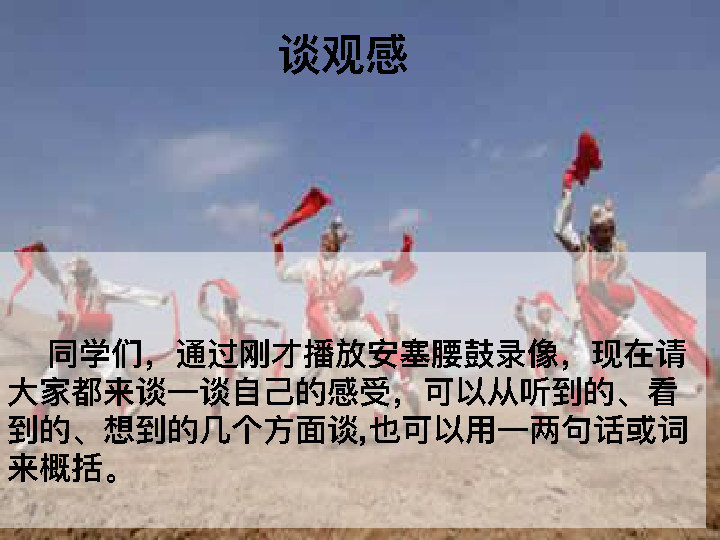 谈观感
同学们，通过刚才播放安塞腰鼓录像，现在请
大家都来谈一谈自己的感受，可以从听到的、看
到的、想到的几个方面谈,也可以用一两句话或词
来概括。